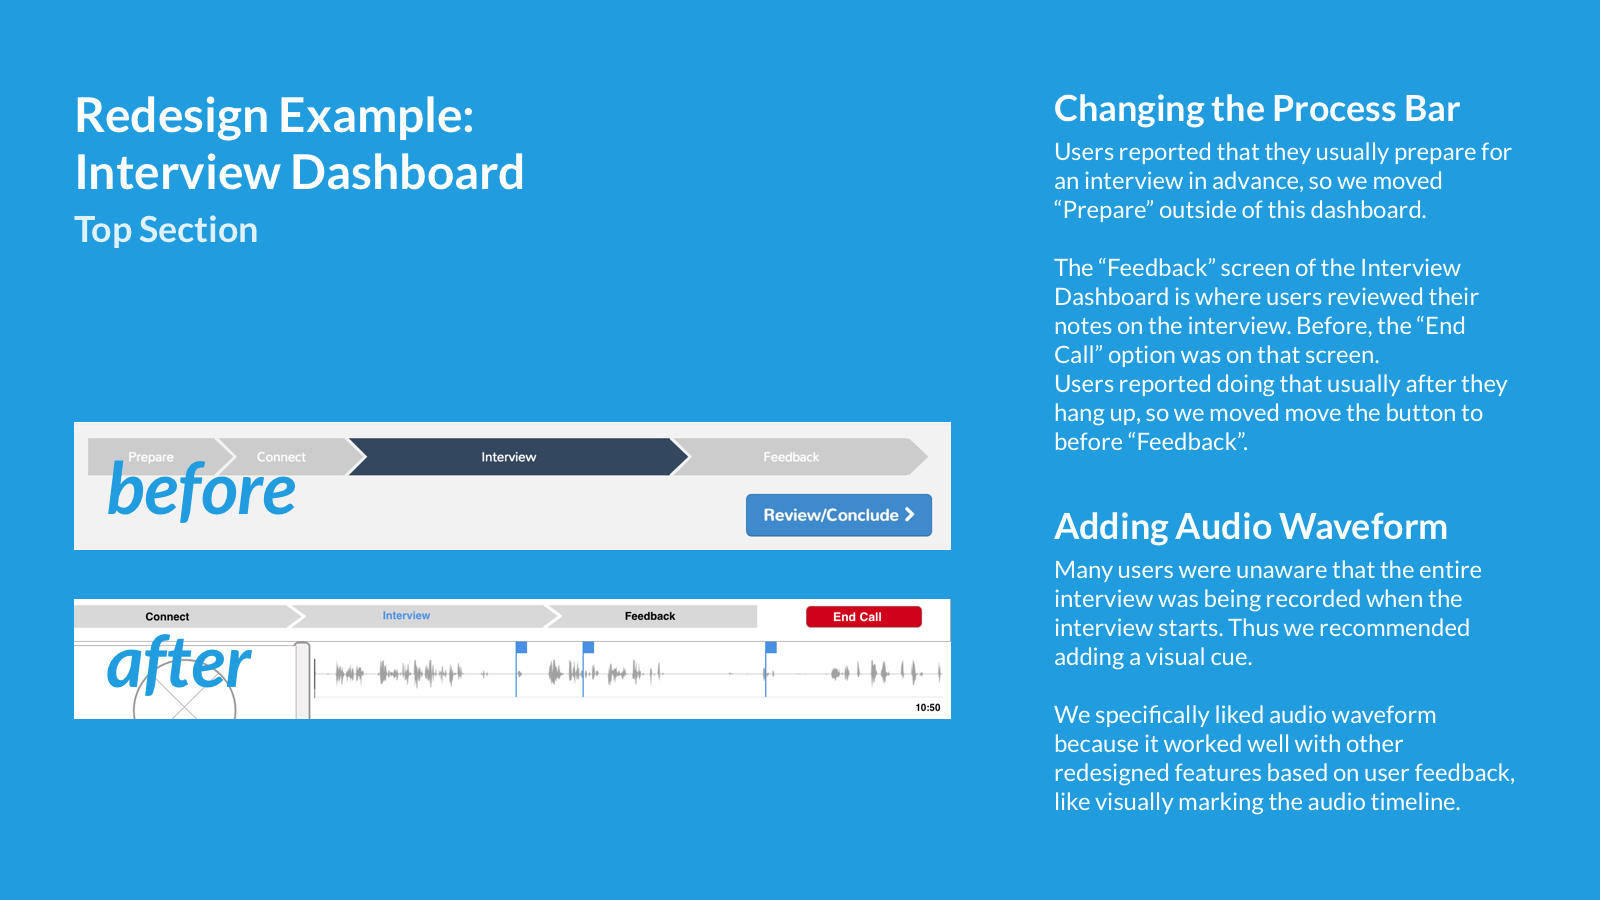 Redesign Example:
Interview Dashboard
Top Section
Prepare
Connect
Interview
Feedback
before
Review/Conclude
Connect
Interview
Feedback
End Call
after
10:50
Changing the Process Bar
Users reported that they usually prepare for
an interview in advance, so we moved
“Prepare” outside of this dashboard.
The “Feedback” screen of the Interview
Dashboard is where users reviewed their
notes on the interview. Before, the “End
Call” option was on that screen.
Users reported doing that usually after they
hang up, so we moved move the button to
before “Feedback”.
Adding Audio Waveform
Many users were unaware that the entire
interview was being recorded when the
interview starts. Thus we recommended
adding a visual cue.
We specifically liked audio waveform
because it worked well with other
redesigned features based on user feedback,
like visually marking the audio timeline.